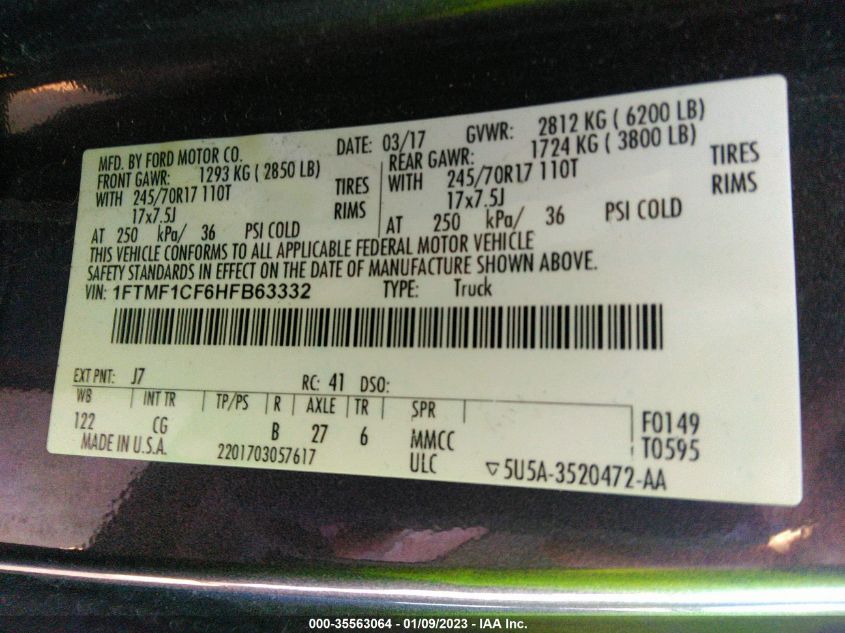 MFD. BY FORD MOTOR CO. DATE: 03/17 GVWR: 2812 KG ( 6200 LB)
FRONT GAWR: 1293 KG ( 2850 LB) REAR GAWR: 1724 KG ( 3800 LB)
WITH 245/70R17 110T TIRES WITH 245/70R17 110T TIRES
17x7.5J RIMS 17x7.5J RIMS
AT 250 kPa/ 36 PSI COLD AT 250 kPa/ 36 PSI COLD
THIS VEHICLE CONFORMS TO ALL APPLICABLE FEDERAL MOTOR VEHICLE
SAFETY STANDARDS IN EFFECT ON THE DATE OF MANUFACTURE SHOWN ABOVE.
VIN: 1FTMF1CF6HFB63332 TYPE: Truck
EXT PNT: J7 RC: 41 DSO:
WB INT TR TP/PS R AXLE TR SPR
122 CG B 27 6 MMCC F0149
MADE IN U.S.A. 2201703057617 ULC ▽5U5A-3520472-AA T0595
000-35563064 - 01/09/2023 - IAA Inc.